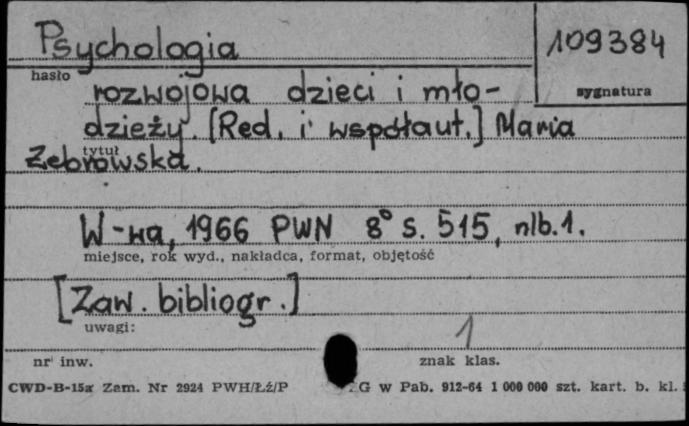 Psychologia
109384
hasło
sygnatura
rozwojowa dzieci i mło-
dzieży. [Red. i współaut.] Maria
tytuł
Żebrowska.
W-wa, 1966 PWN 8° s. 515, nlb. 1.
miejsce, rok wyd., nakładca, format, objętość
[Zaw. bibliogr.]
uwagi:
1
nr inw.
znak klas.
CWD-B-15a Zam. Nr 2924 PWH/Łź/P G w Pab. 912-64 1 000 000 szt. kart. b. kl.